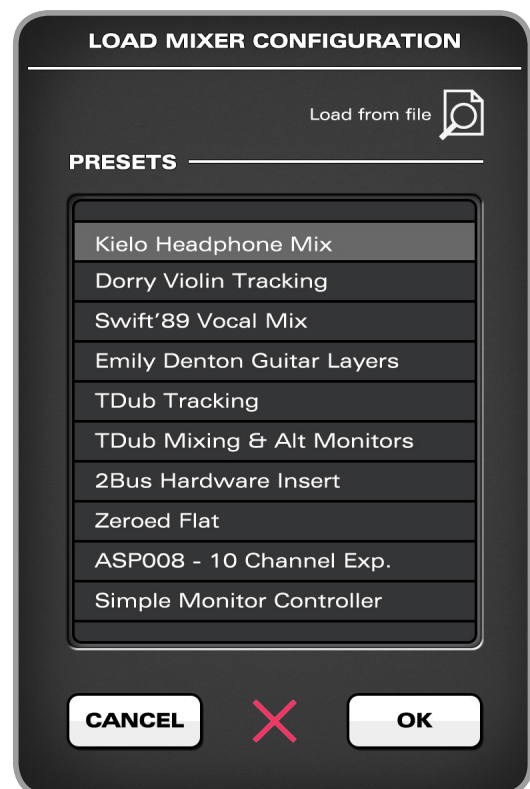 LOAD MIXER CONFIGURATION
Load from file
PRESETS
Kielo Headphone Mix
Dorry Violin Tracking
Swift’89 Vocal Mix
Emily Denton Guitar Layers
TDub Tracking
TDub Mixing & Alt Monitors
2Bus Hardware Insert
Zeroed Flat
ASP008 - 10 Channel Exp.
Simple Monitor Controller
CANCEL OK